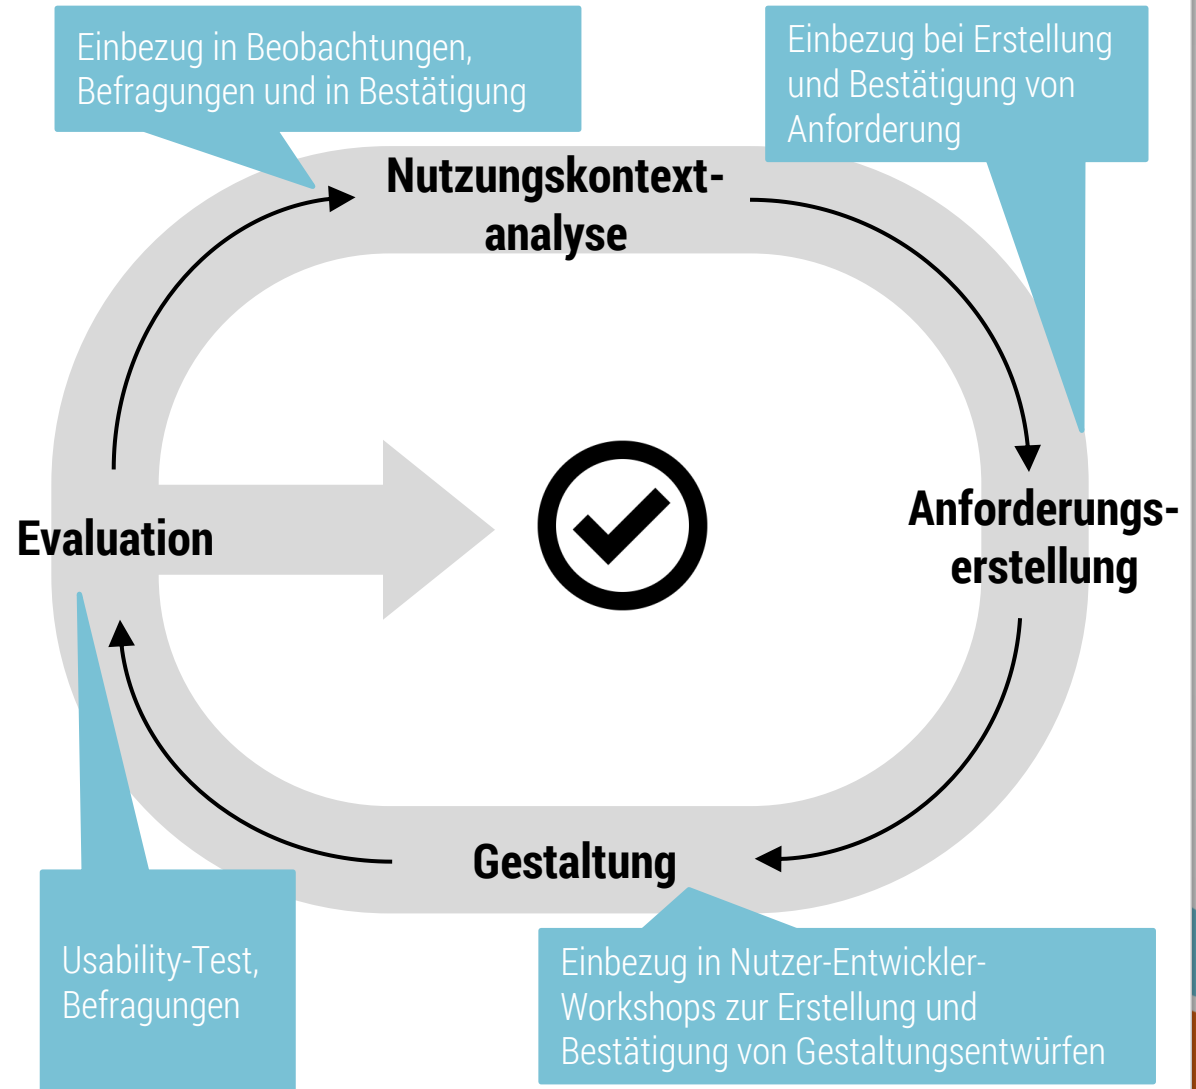 Einbezug in Beobachtungen,
Befragungen und in Bestätigung
Einbezug bei Erstellung
und Bestätigung von
Anforderung
Nutzungskontext-
analyse
Anforderungs-
erstellung
Evaluation
Gestaltung
Usability-Test,
Befragungen
Einbezug in Nutzer-Entwickler-
Workshops zur Erstellung und
Bestätigung von Gestaltungsentwürfen